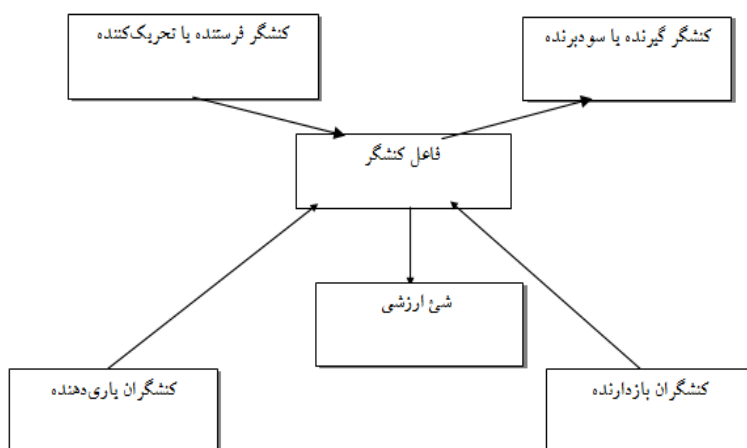 کنشگر فرستنده یا تحریک‌کننده
کنشگر گیرنده یا سودبرنده
فاعل کنشگر
شئ ارزشی
کنشگران یاری‌دهنده
کنشگران بازدارنده